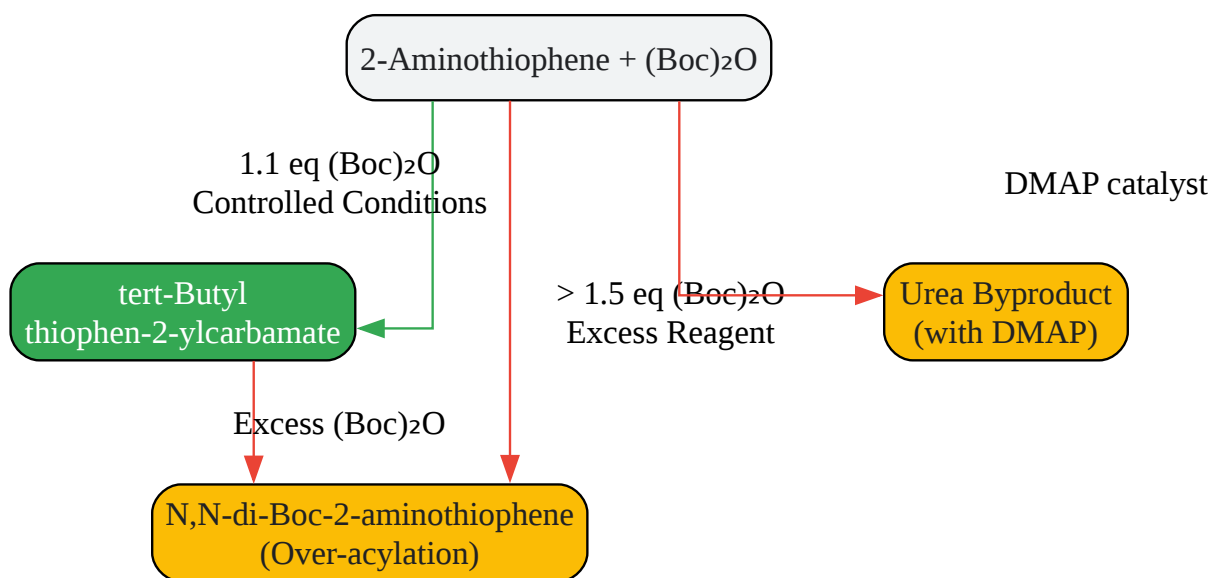 2-Aminothiophene + (Boc)₂O
1.1 eq (Boc)₂O
Controlled Conditions
DMAP catalyst
tert-Butyl
thiophen-2-ylcarbamate
> 1.5 eq (Boc)₂O
Excess Reagent
Urea Byproduct
(with DMAP)
Excess (Boc)₂O
N,N-di-Boc-2-aminothiophene
(Over-acylation)